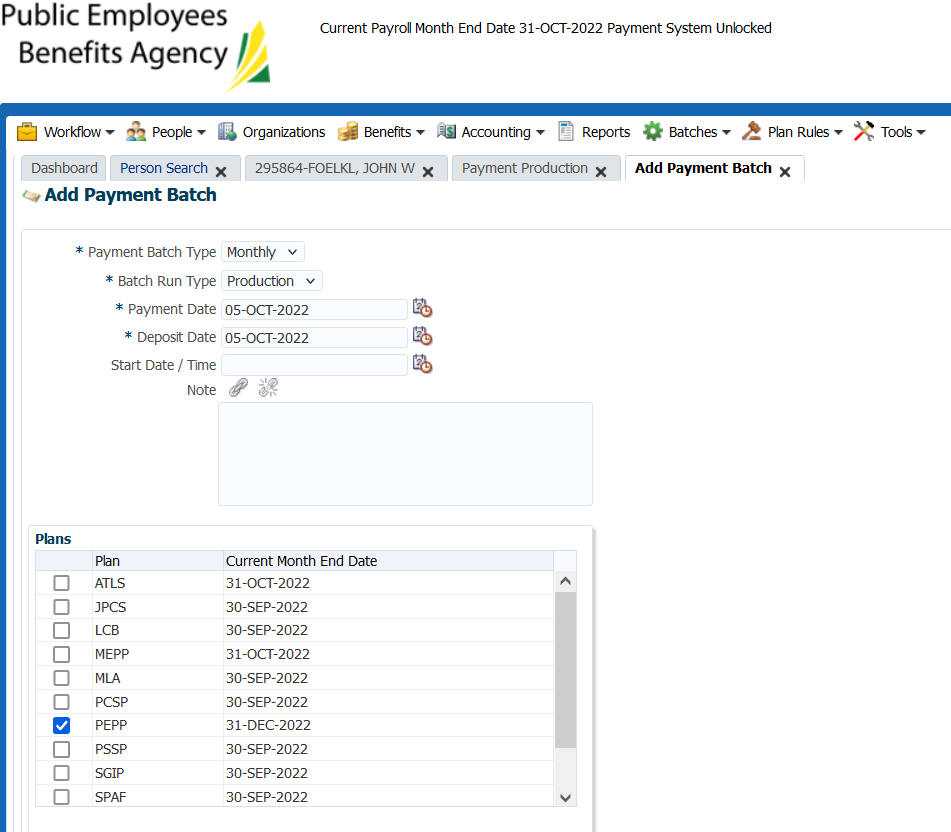 Public Employees
Benefits Agency
Current Payroll Month End Date 31-OCT-2022 Payment System Unlocked
Workflow People Organizations Benefits Accounting Reports Batches Plan Rules Tools
Dashboard Person Search 295864-FOELKL, JOHN W Payment Production Add Payment Batch
Add Payment Batch
* Payment Batch Type Monthly
* Batch Run Type Production
* Payment Date 05-OCT-2022
* Deposit Date 05-OCT-2022
Start Date / Time
Note
Plans
Plan Current Month End Date
ATLS 31-OCT-2022
JPCS 30-SEP-2022
LCB 30-SEP-2022
MEPP 31-OCT-2022
MLA 30-SEP-2022
PCSP 30-SEP-2022
PEPP 31-DEC-2022
PSSP 30-SEP-2022
SGIP 30-SEP-2022
SPAF 30-SEP-2022